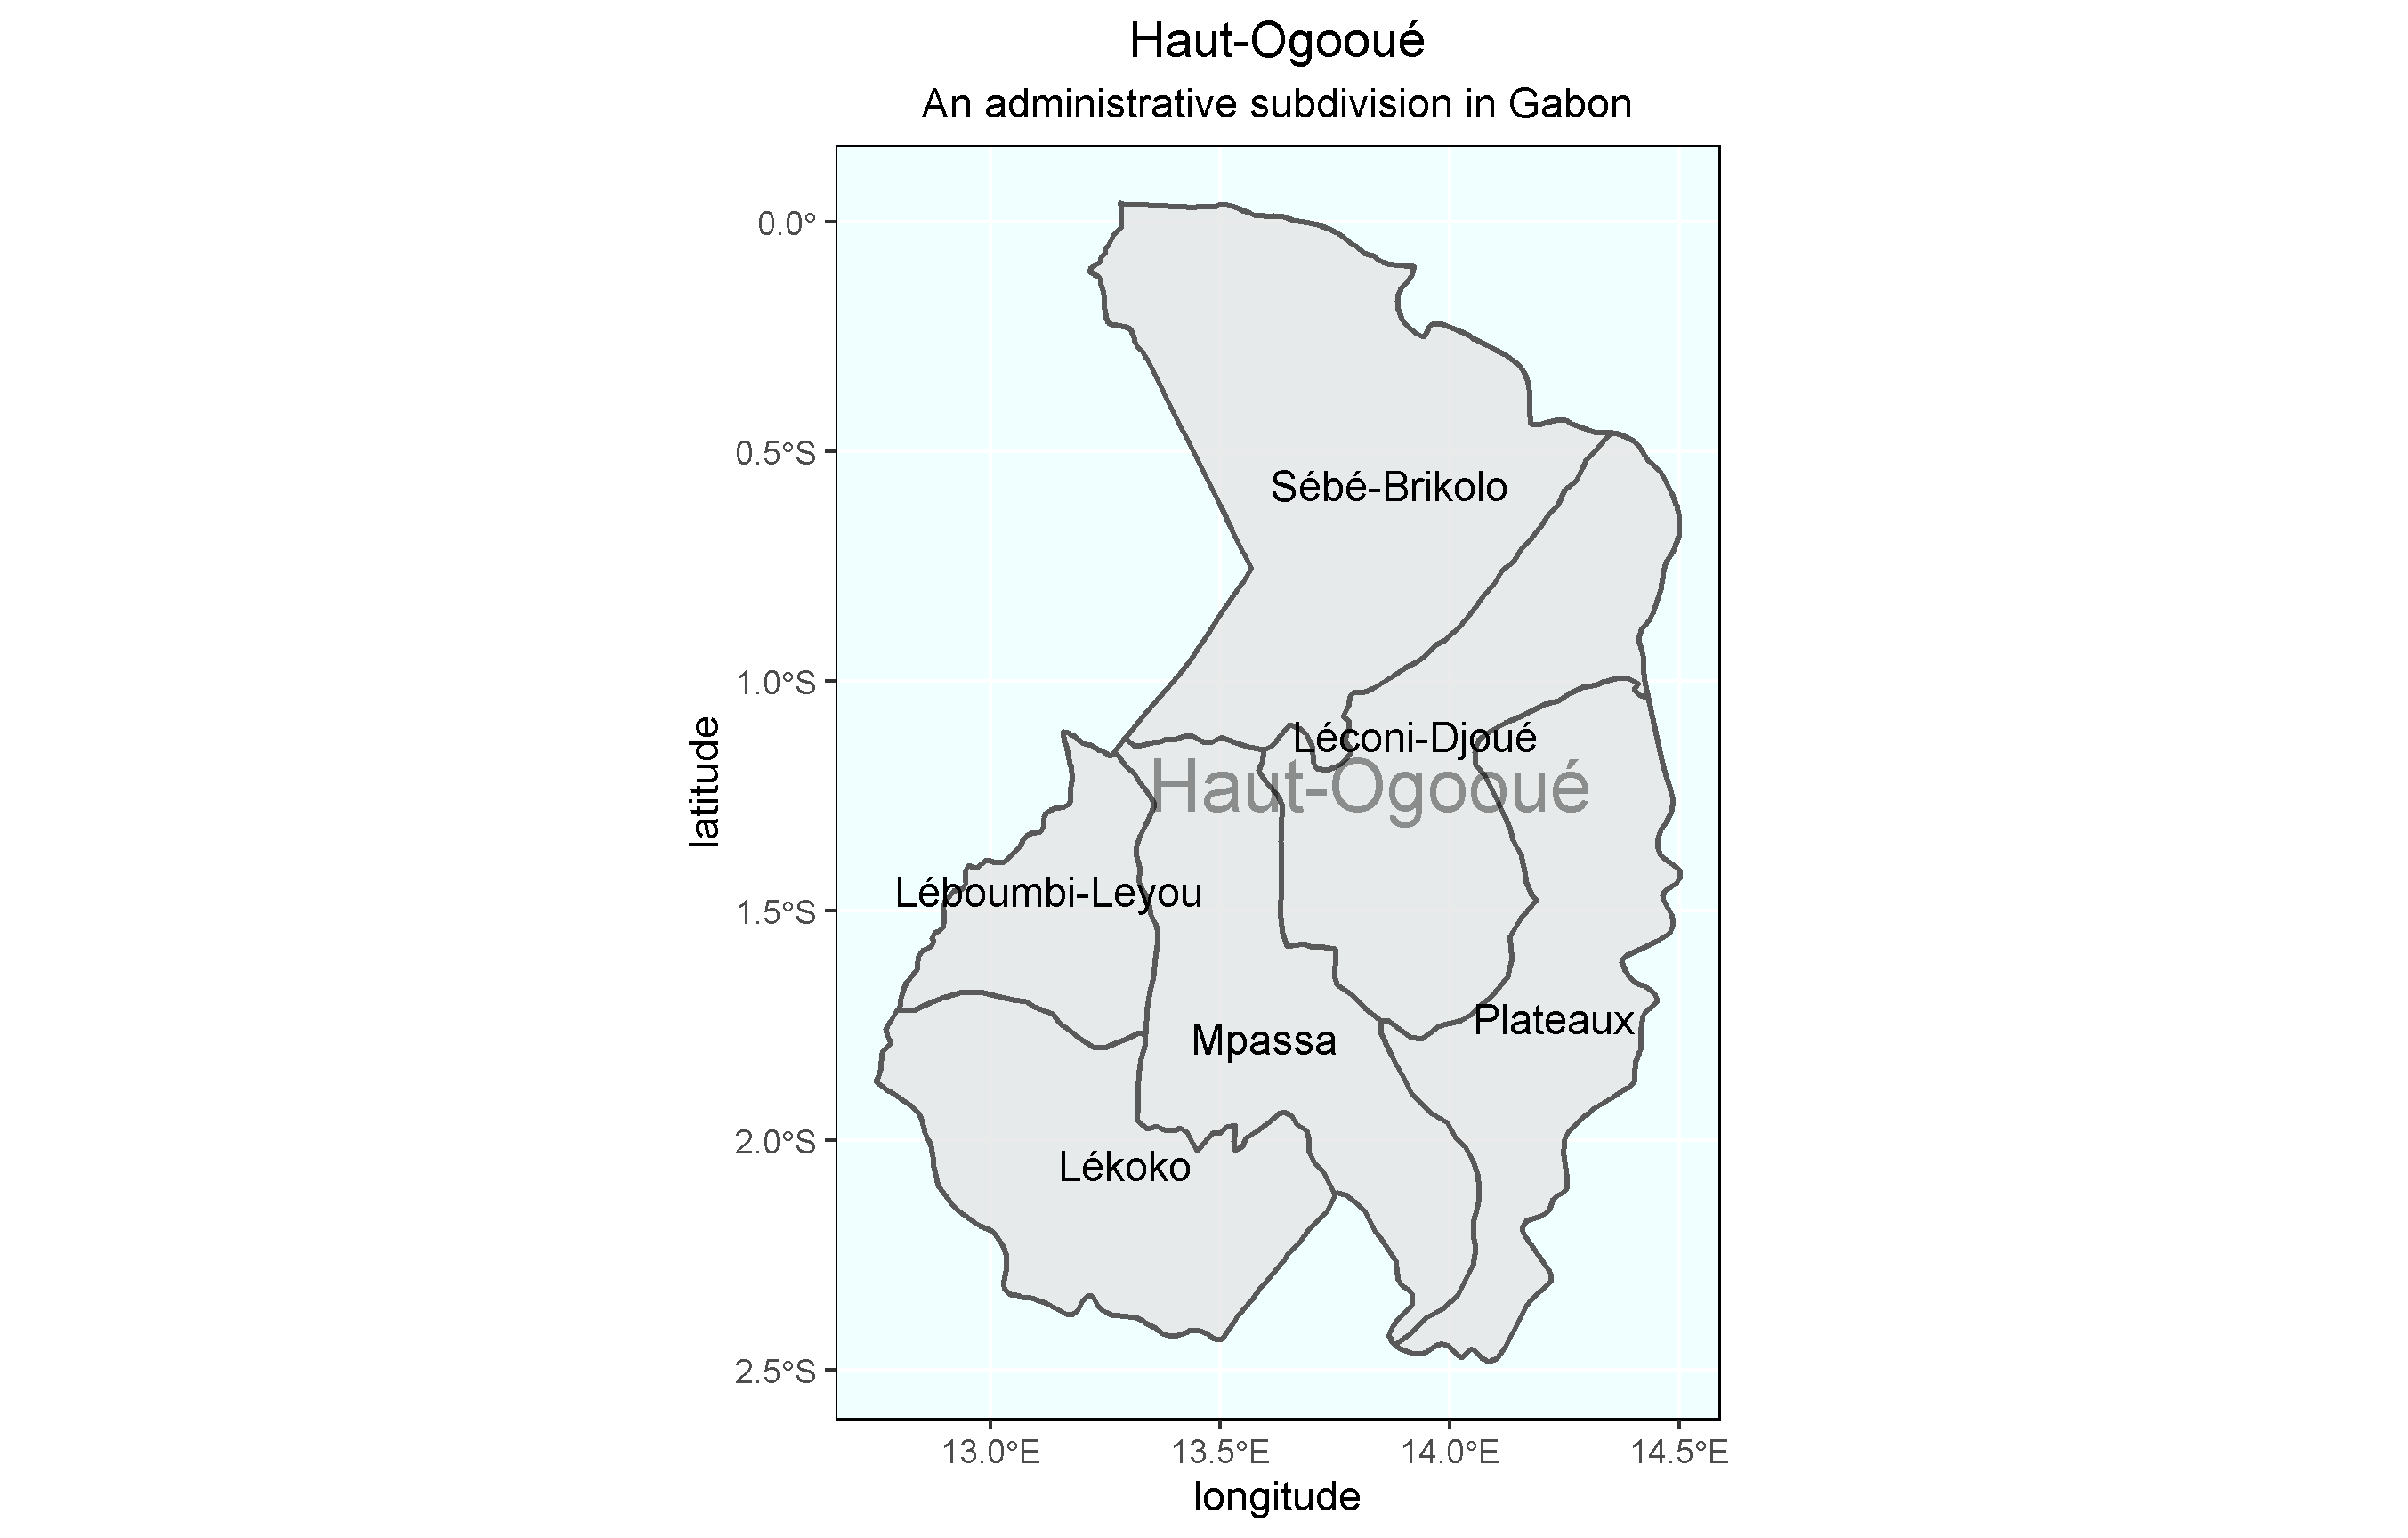 Haut-Ogooué
An administrative subdivision in Gabon
0.0°
0.5°S
1.0°S
1.5°S
2.0°S
2.5°S
latitude
Sébé-Brikolo
Léconi-Djoué
Haut-Ogooué
Léboumbi-Leyou
Plateaux
Mpassa
Lékoko
13.0°E 13.5°E 14.0°E 14.5°E
longitude